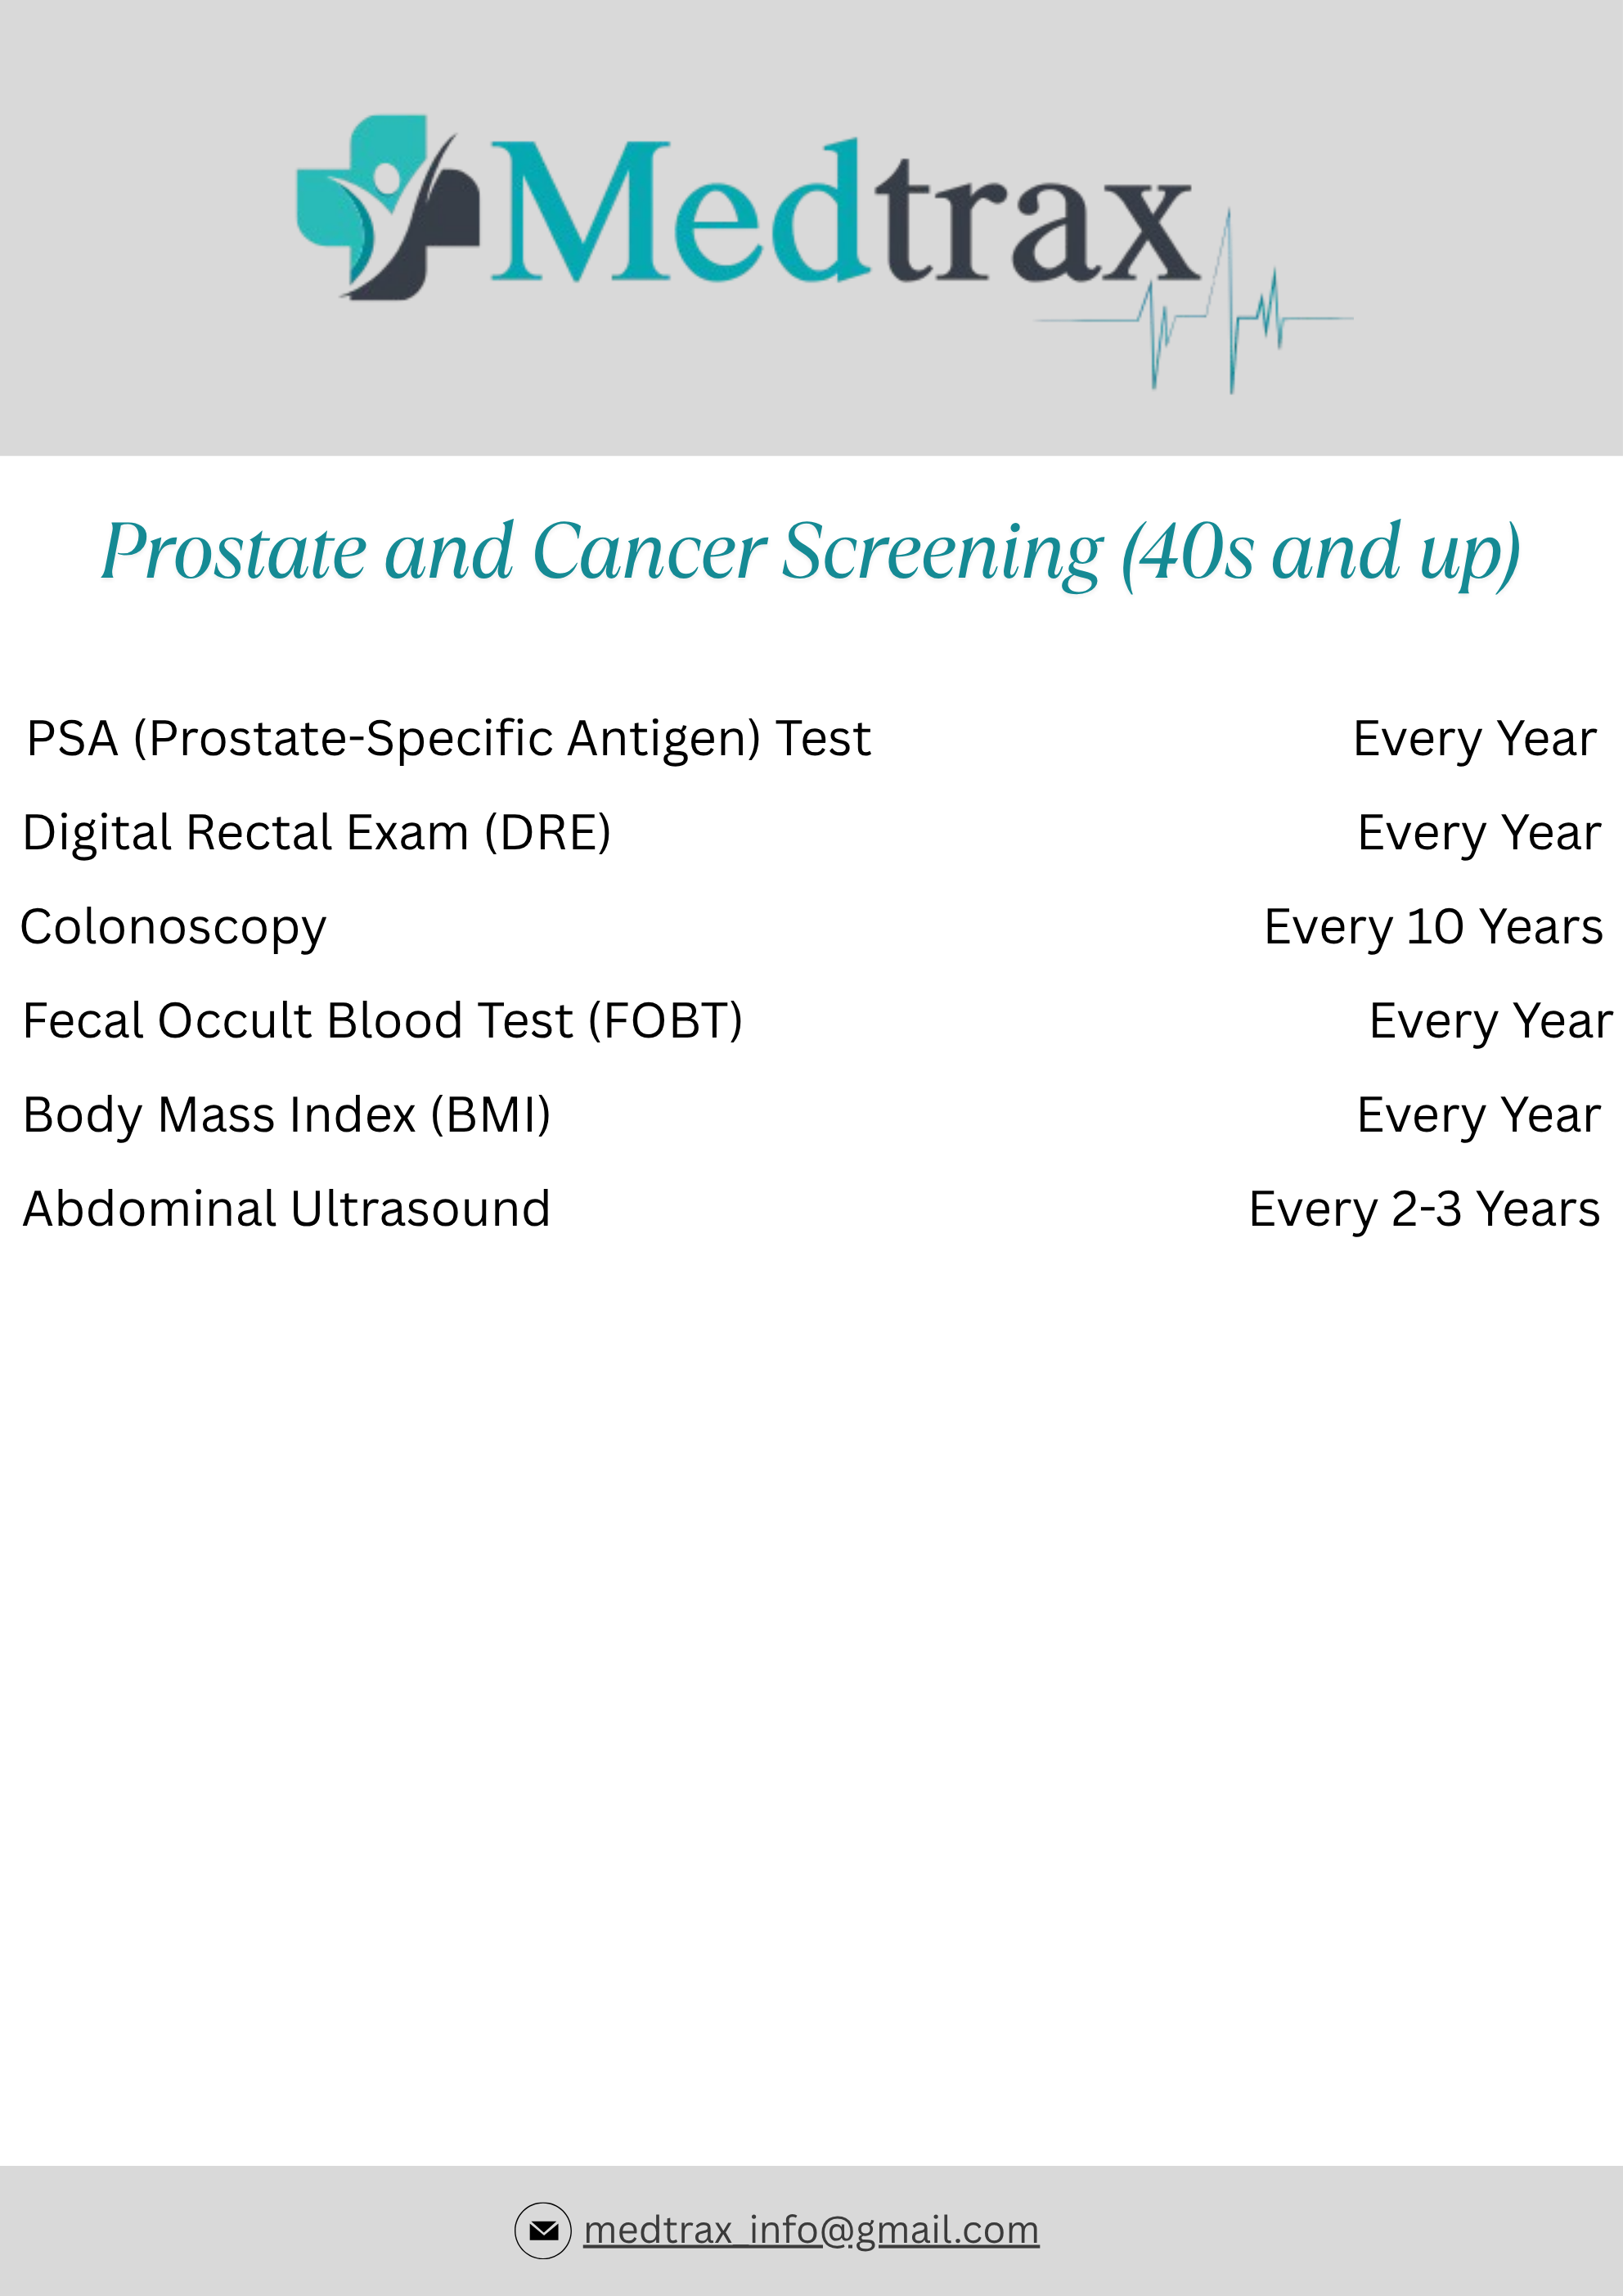 Medtrax
Prostate and Cancer Screening (40s and up)
PSA (Prostate-Specific Antigen) Test Every Year
Digital Rectal Exam (DRE) Every Year
Colonoscopy Every 10 Years
Fecal Occult Blood Test (FOBT) Every Year
Body Mass Index (BMI) Every Year
Abdominal Ultrasound Every 2-3 Years
medtrax_info@gmail.com